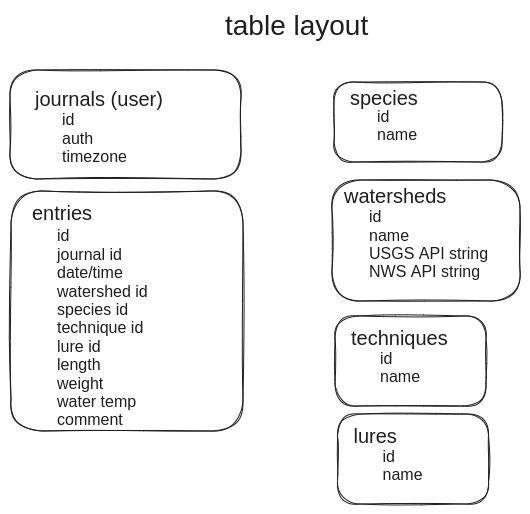 table layout
journals (user)
id
auth
timezone
entries
id
journal id
date/time
watershed id
species id
technique id
lure id
length
weight
water temp
comment
species
id
name
watersheds
id
name
USGS API string
NWS API string
techniques
id
name
lures
id
name